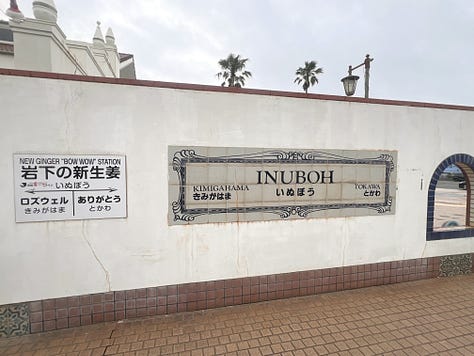 NEW GINGER "BOW WOW" STATION
岩下の新生姜
いぬぼう
ロズウェル
きみがはま
ありがとう
とかわ
INUBOH
いぬぼう
KIMIGAHAMA
きみがはま
TOKAWA
とかわ